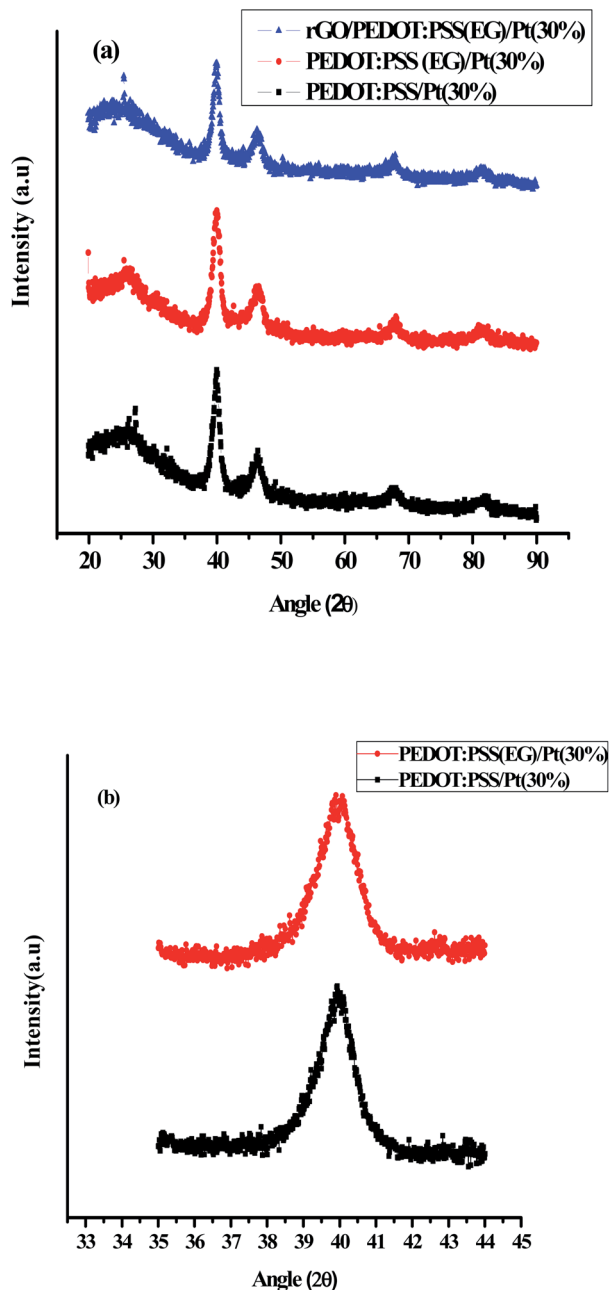 (a)
rGO/PEDOT:PSS(EG)/Pt(30%)
PEDOT:PSS (EG)/Pt(30%)
PEDOT:PSS/Pt(30%)
Intensity (a.u)
20 30 40 50 60 70 80 90
Angle (2θ)
(b)
PEDOT:PSS(EG)/Pt(30%)
PEDOT:PSS/Pt(30%)
Intensity(a.u)
33 34 35 36 37 38 39 40 41 42 43 44 45
Angle (2θ)